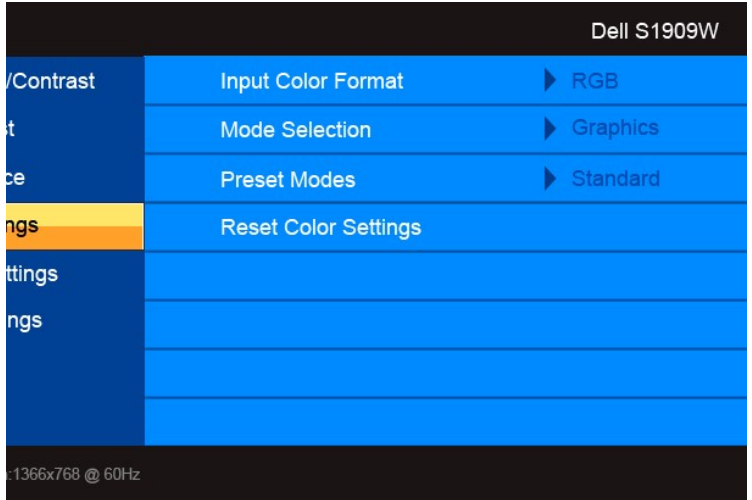 Dell S1909W
/Contrast
Input Color Format RGB
st
Mode Selection Graphics
ce
Preset Modes Standard
ngs
Reset Color Settings
ttings
ngs
:1366x768 @ 60Hz